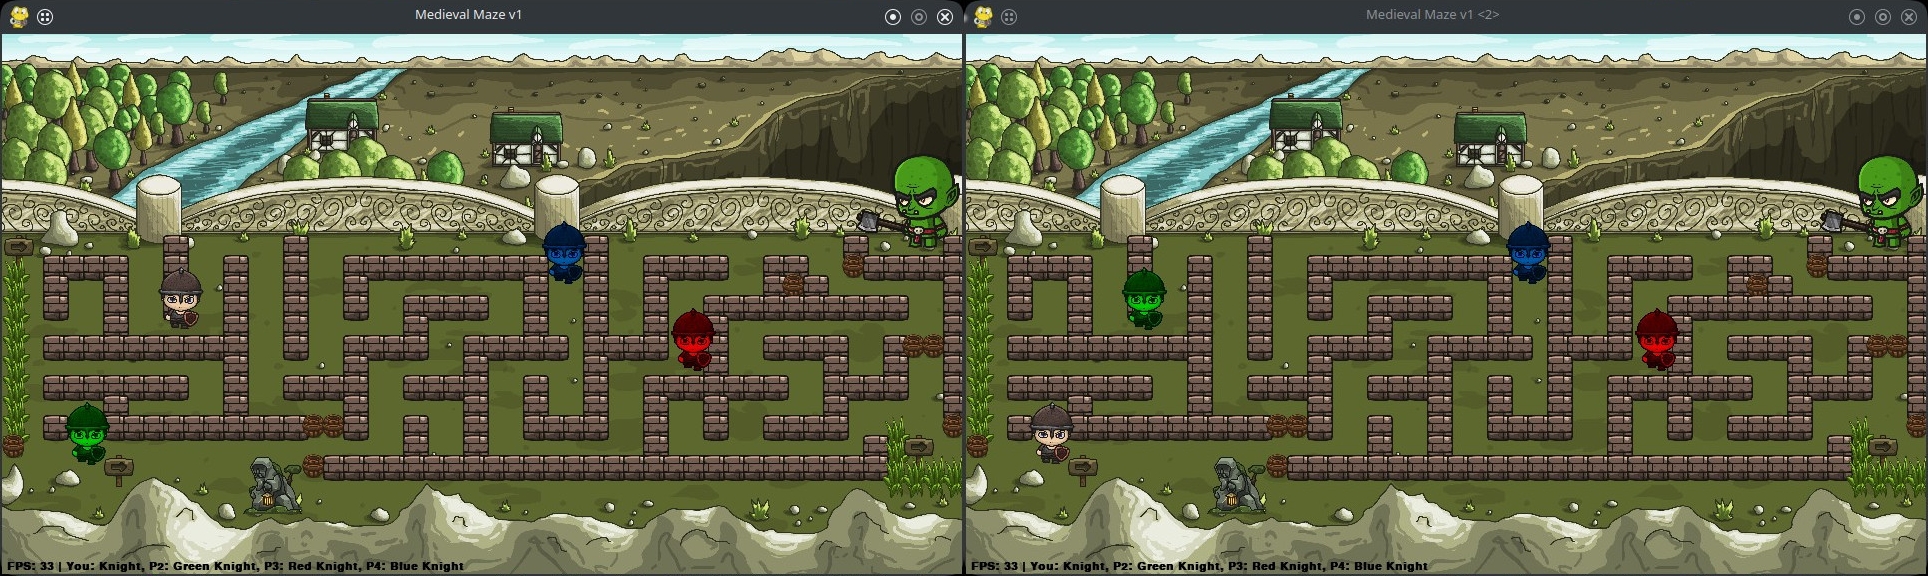 Medieval Maze v1
Medieval Maze v1 <2>
FPS: 33 | You: Knight, P2: Green Knight, P3: Red Knight, P4: Blue Knight
FPS: 33 | You: Knight, P2: Green Knight, P3: Red Knight, P4: Blue Knight